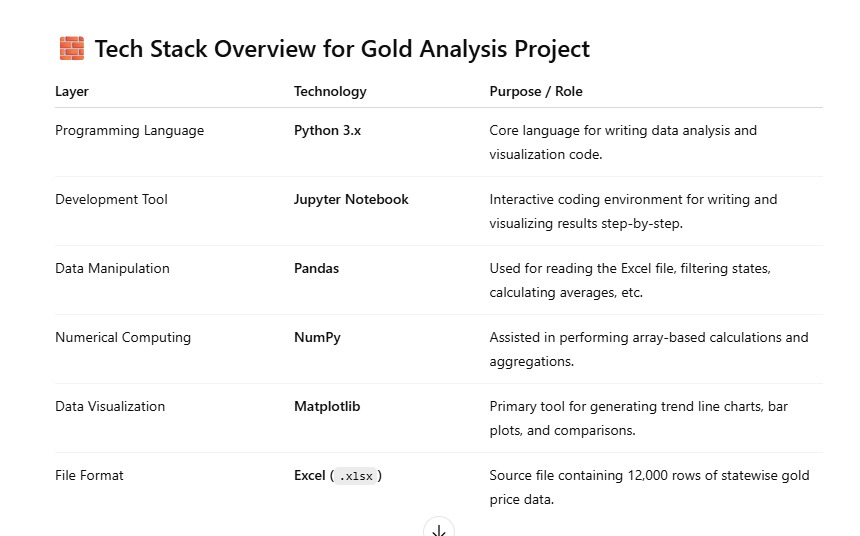 Tech Stack Overview for Gold Analysis Project
Layer Technology Purpose / Role
Programming Language Python 3.x Core language for writing data analysis and
visualization code.
Development Tool Jupyter Notebook Interactive coding environment for writing and
visualizing results step-by-step.
Data Manipulation Pandas Used for reading the Excel file, filtering states,
calculating averages, etc.
Numerical Computing NumPy Assisted in performing array-based calculations and
aggregations.
Data Visualization Matplotlib Primary tool for generating trend line charts, bar
plots, and comparisons.
File Format Excel ( .xlsx ) Source file containing 12,000 rows of statewise gold
price data.